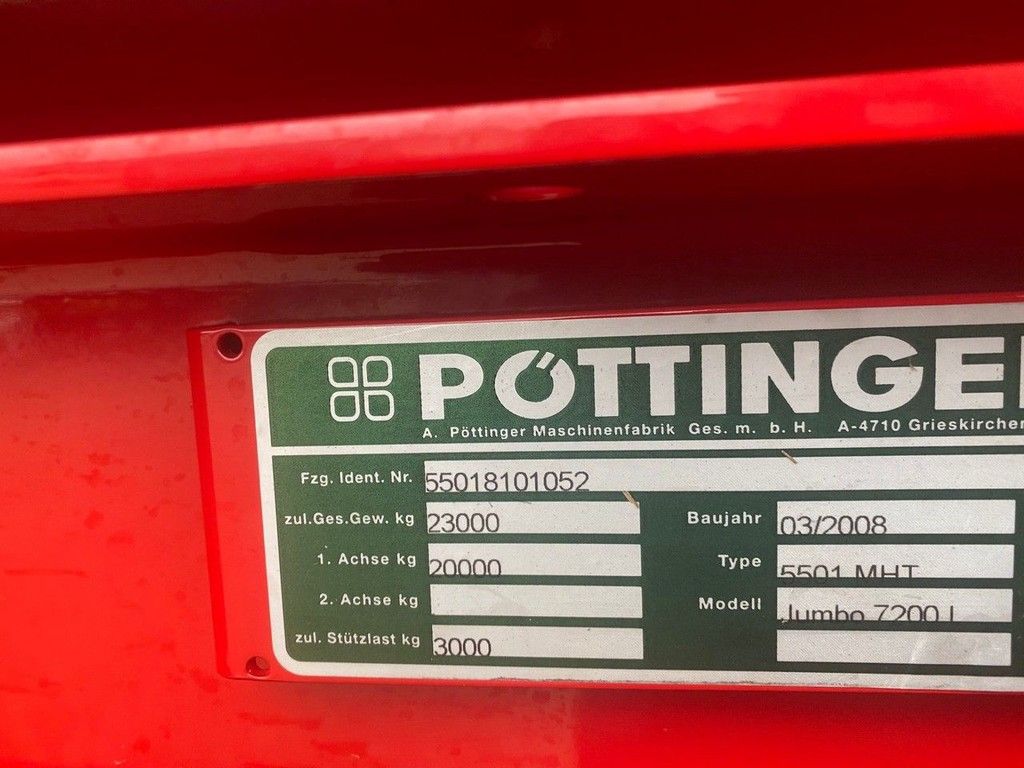 PÖTTINGE
A. Pöttinger Maschinenfabrik Ges. m. b. H. A-4710 Grieskirchen
Fzg. Ident. Nr. 55018101052
zul.Ges.Gew. kg 23000 Baujahr 03/2008
1. Achse kg 20000 Type 5501 MHT
2. Achse kg Modell Jumbo 7200 L
zul. Stützlast kg 3000